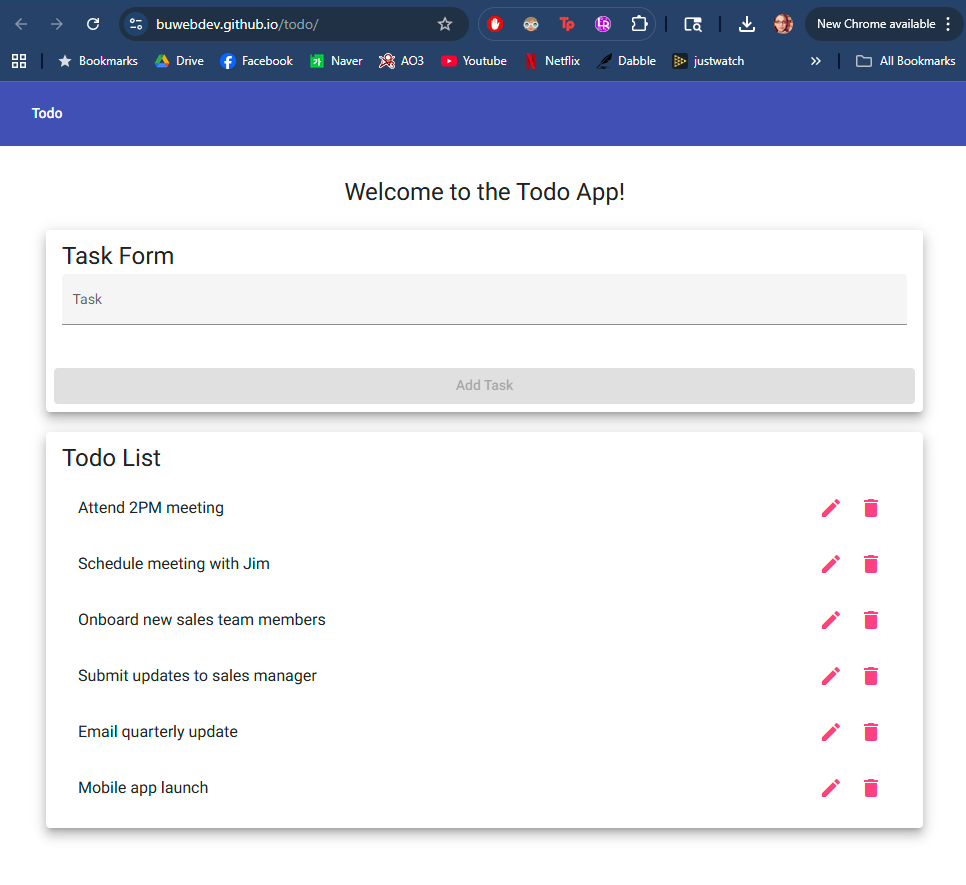 buwebdev.github.io/todo/
Tp
LR
New Chrome available
Bookmarks Drive Facebook Naver AO3 Youtube Netflix Dabble justwatch » All Bookmarks
Todo
Welcome to the Todo App!
Task Form
Task
Add Task
Todo List
Attend 2PM meeting
Schedule meeting with Jim
Onboard new sales team members
Submit updates to sales manager
Email quarterly update
Mobile app launch